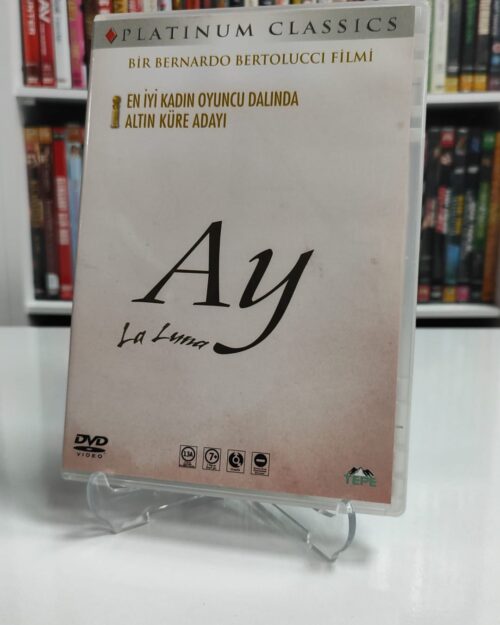 PLATINUM CLASSICS
BİR BERNARDO BERTOLUCCI FİLMİ
EN İYİ KADIN OYUNCU DALINDA
ALTIN KÜRE ADAYI
Ay
La Luna
DVD
VIDEO
7+
TEPE